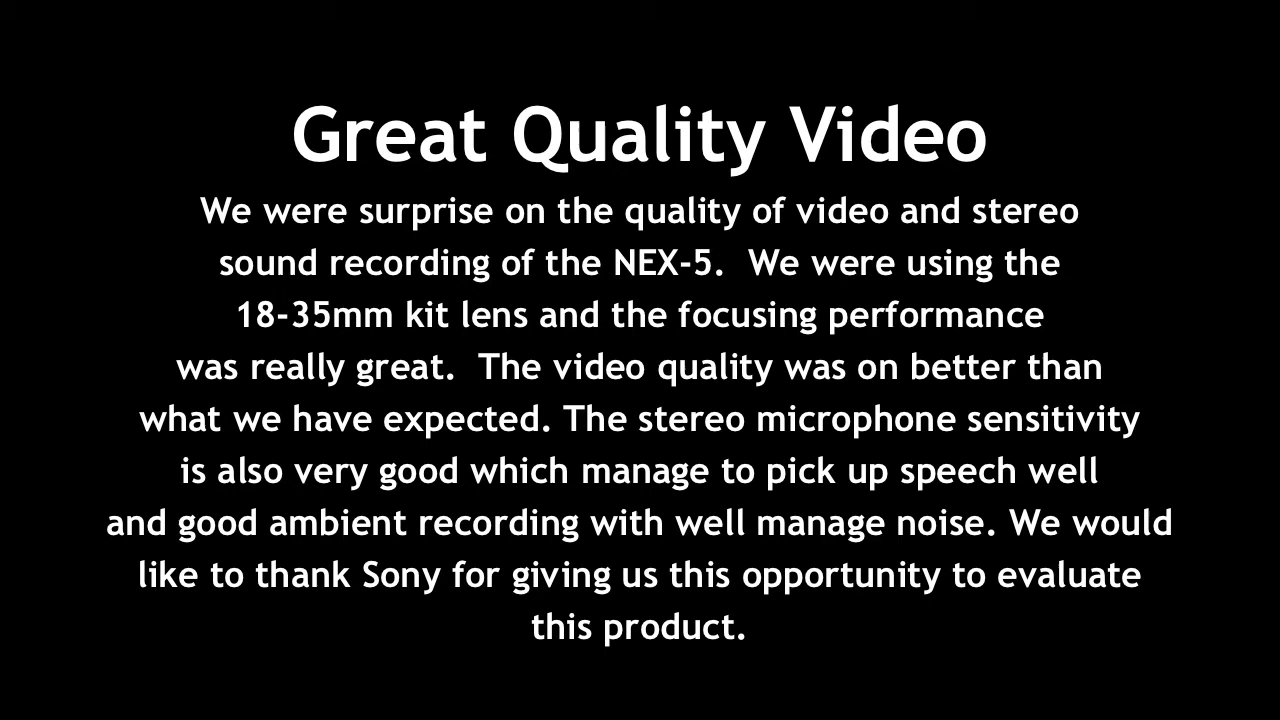 Great Quality Video
We were surprise on the quality of video and stereo
sound recording of the NEX-5.  We were using the
18-35mm kit lens and the focusing performance
was really great.  The video quality was on better than
what we have expected. The stereo microphone sensitivity
is also very good which manage to pick up speech well
and good ambient recording with well manage noise. We would
like to thank Sony for giving us this opportunity to evaluate
this product.